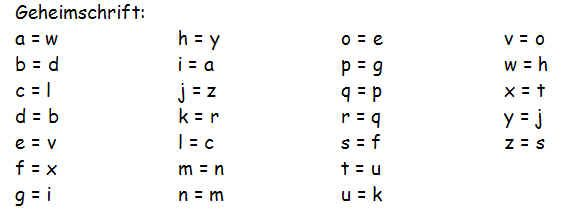 Geheimschrift:
a = w h = y o = e v = o
b = d i = a p = g w = h
c = l j = z q = p x = t
d = b k = r r = q y = j
e = v l = c s = f z = s
f = x m = n t = u
g = i n = m u = k